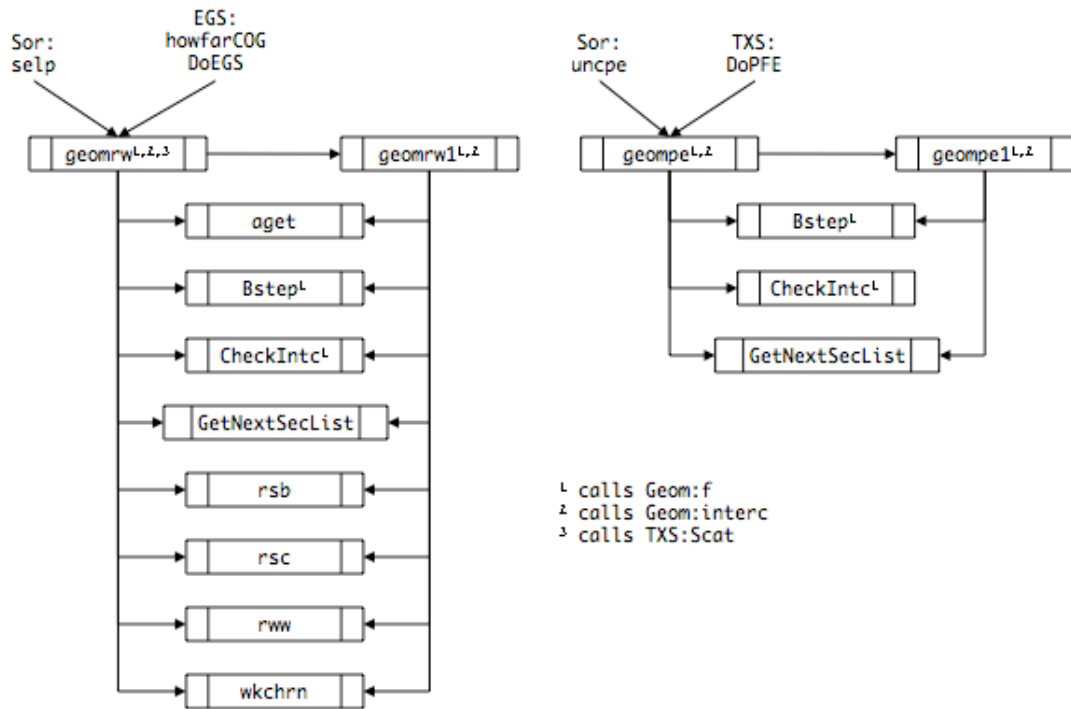 Sor:
selp
EGS:
howfarCOG
DoEGS
geomrw¹,²,³
geomrw1¹,²
aget
Bstep¹
CheckIntc¹
GetNextSecList
rsb
rsc
rww
wkchrn
Sor:
uncpe
TXS:
DoPFE
geompe¹,²
geompe1¹,²
Bstep¹
CheckIntc¹
GetNextSecList
¹ calls Geom:f
² calls Geom:interc
³ calls TXS:Scat